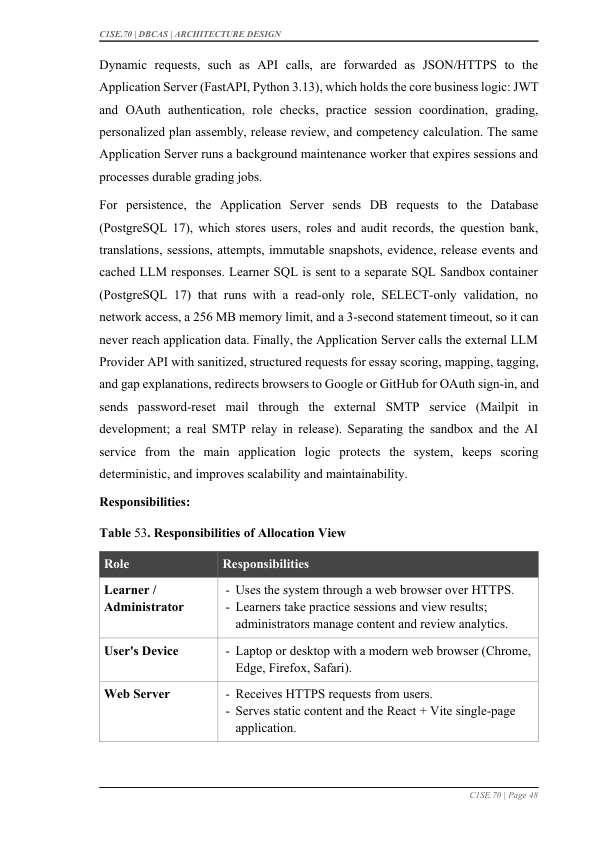 C1SE.70 | DBCAS | ARCHITECTURE DESIGN
Dynamic requests, such as API calls, are forwarded as JSON/HTTPS to the
Application Server (FastAPI, Python 3.13), which holds the core business logic: JWT
and OAuth authentication, role checks, practice session coordination, grading,
personalized plan assembly, release review, and competency calculation. The same
Application Server runs a background maintenance worker that expires sessions and
processes durable grading jobs.
For persistence, the Application Server sends DB requests to the Database
(PostgreSQL 17), which stores users, roles and audit records, the question bank,
translations, sessions, attempts, immutable snapshots, evidence, release events and
cached LLM responses. Learner SQL is sent to a separate SQL Sandbox container
(PostgreSQL 17) that runs with a read-only role, SELECT-only validation, no
network access, a 256 MB memory limit, and a 3-second statement timeout, so it can
never reach application data. Finally, the Application Server calls the external LLM
Provider API with sanitized, structured requests for essay scoring, mapping, tagging,
and gap explanations, redirects browsers to Google or GitHub for OAuth sign-in, and
sends password-reset mail through the external SMTP service (Mailpit in
development; a real SMTP relay in release). Separating the sandbox and the AI
service from the main application logic protects the system, keeps scoring
deterministic, and improves scalability and maintainability.
Responsibilities:
Table 53. Responsibilities of Allocation View
Role Responsibilities
Learner / Administrator
- Uses the system through a web browser over HTTPS.
- Learners take practice sessions and view results;
administrators manage content and review analytics.
User's Device
- Laptop or desktop with a modern web browser (Chrome,
Edge, Firefox, Safari).
Web Server
- Receives HTTPS requests from users.
- Serves static content and the React + Vite single-page
application.
C1SE.70 | Page 48